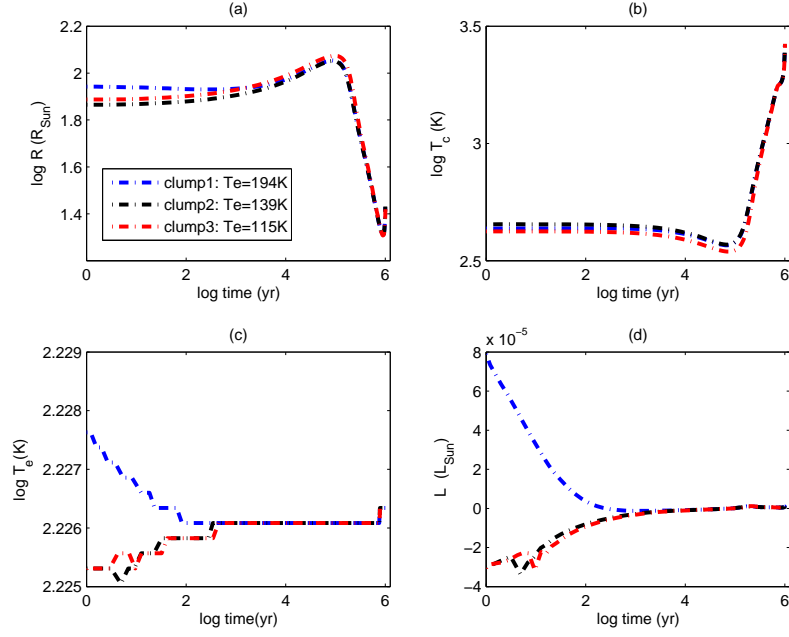 (a)
2.2
2
1.8
1.6
1.4
log R (R_Sun)
clump1: Te=194K
clump2: Te=139K
clump3: Te=115K
0 2 4 6
log time (yr)
(b)
3.5
2.5
log T_c (K)
0 2 4 6
log time (yr)
(c)
2.229
2.228
2.227
2.226
2.225
log T_e(K)
0 2 4 6
log time(yr)
(d)
x 10^-5
8
6
4
2
0
−2
−4
−6
L (L_Sun)
0 2 4 6
log time (yr)